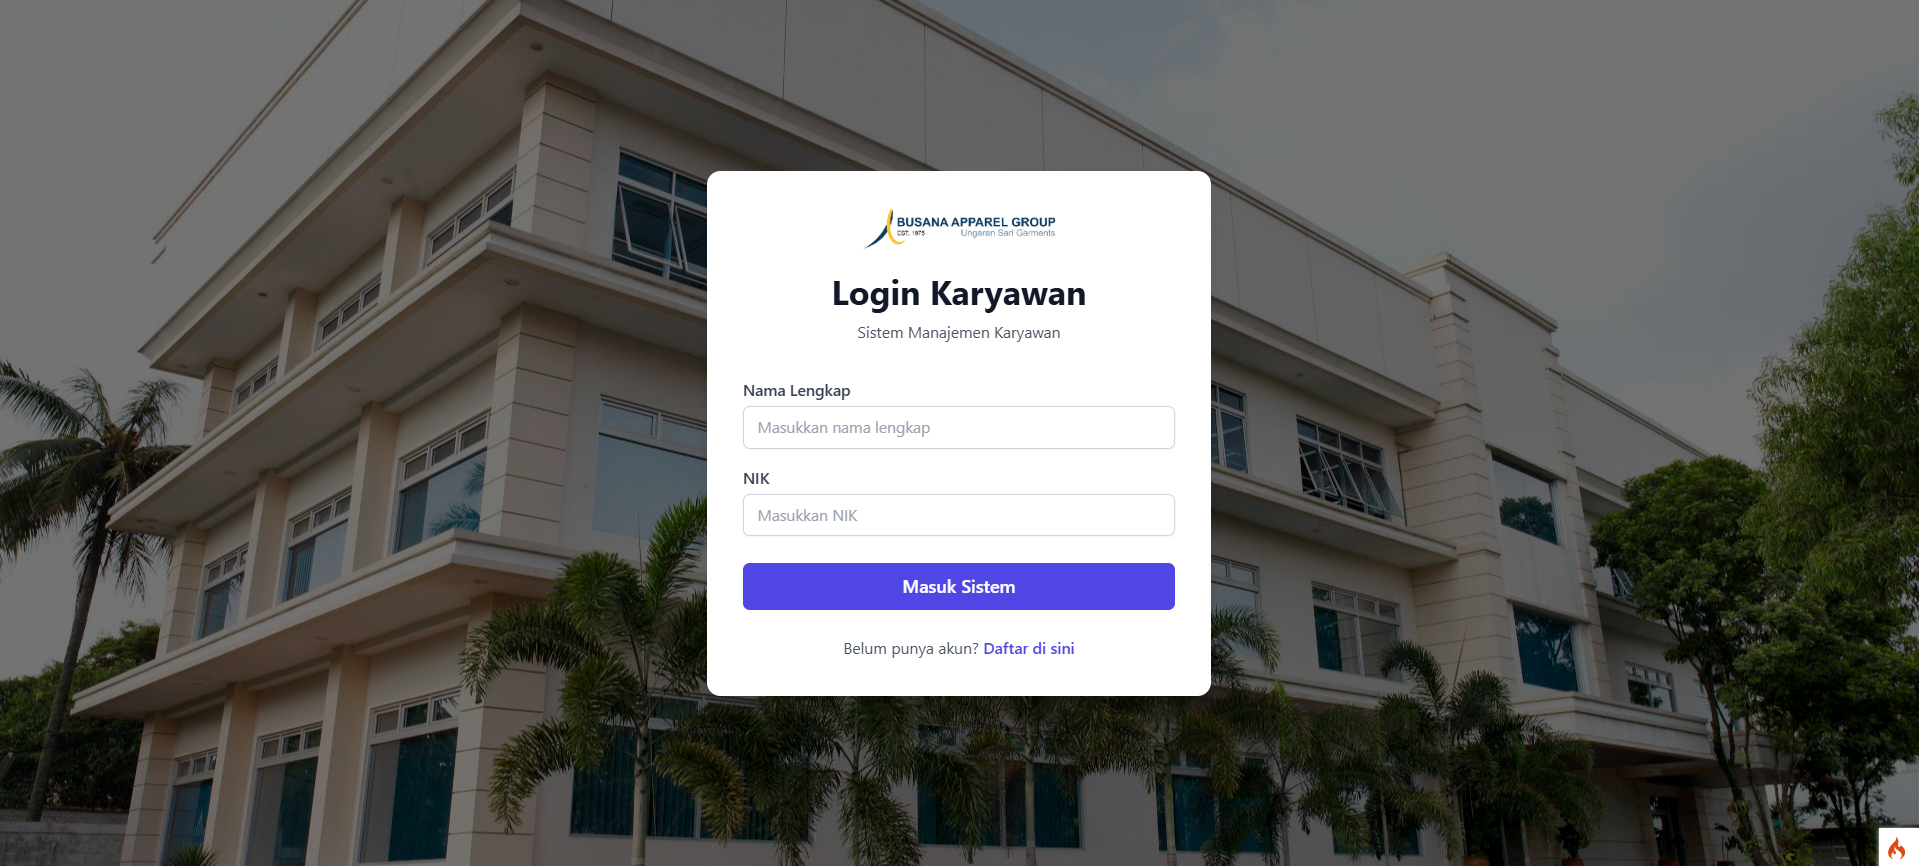 BUSANA APPAREL GROUP
EST. 1975 Ungaran Sari Garments
Login Karyawan
Sistem Manajemen Karyawan
Nama Lengkap
Masukkan nama lengkap
NIK
Masukkan NIK
Masuk Sistem
Belum punya akun? Daftar di sini